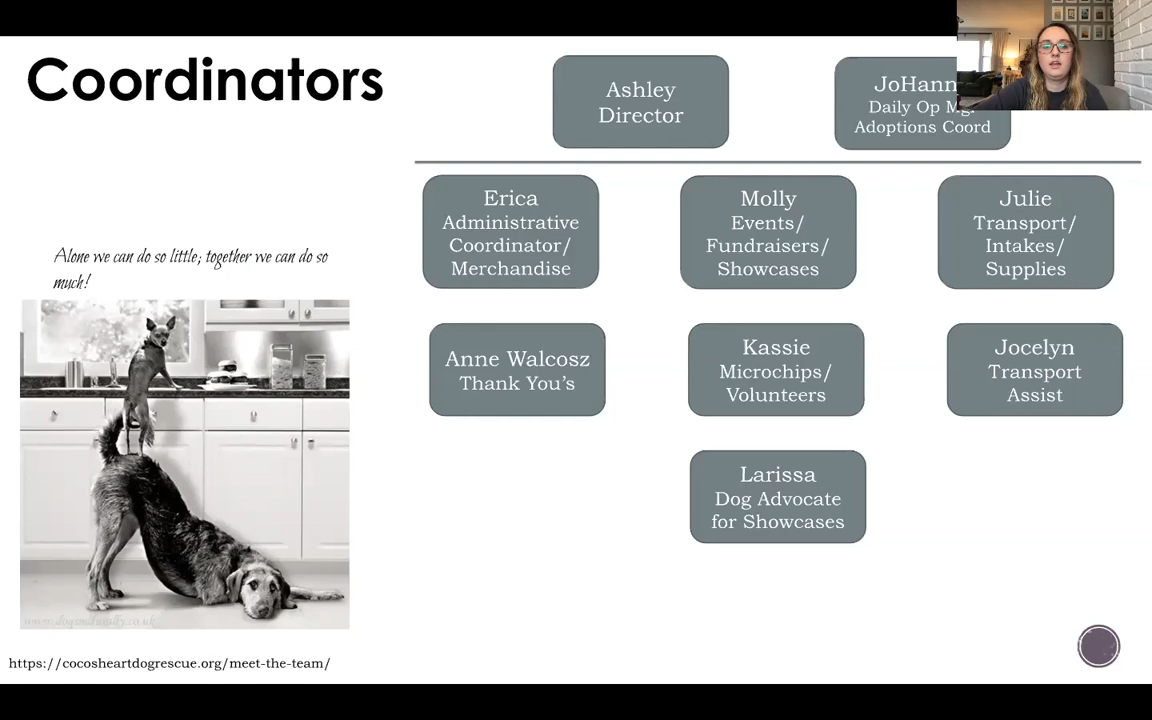 Coordinators
Ashley
Director
Daily Op
Adoptions Coord
Erica
Administrative
Coordinator/
Merchandise
Molly
Events/
Fundraisers/
Showcases
Julie
Transport/
Intakes/
Supplies
Alone we can do so little; together we can do so
much!
Anne Walcosz
Thank You's
Kassie
Microchips/
Volunteers
Jocelyn
Transport
Assist
Larissa
Dog Advocate
for Showcases
https://cocosheartdogrescue.org/meet-the-team/